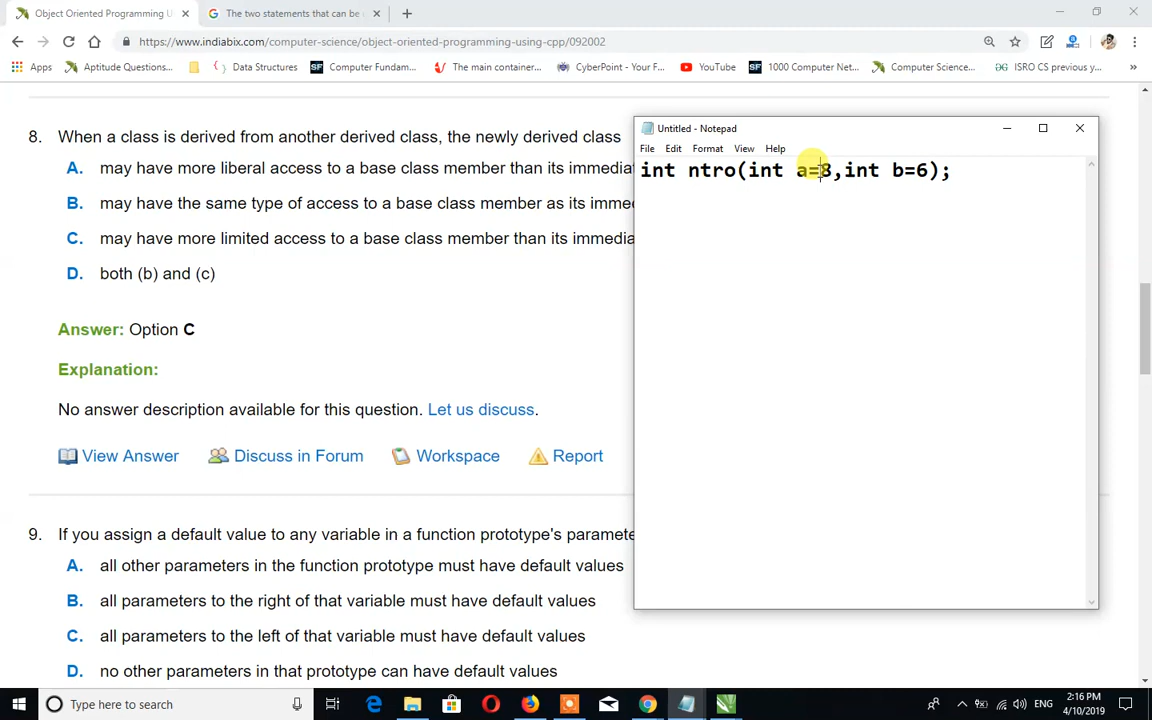 Object Oriented Programming U
The two statements that can be
https://www.indiabix.com/computer-science/object-oriented-programming-using-cpp/092002
Apps
Aptitude Questions...
Data Structures
Computer Fundam...
The main container...
CyberPoint - Your F...
YouTube
1000 Computer Net...
Computer Science...
ISRO CS previous y...
8. When a class is derived from another derived class, the newly derived class
A. may have more liberal access to a base class member than its immedia
B. may have the same type of access to a base class member as its imme
C. may have more limited access to a base class member than its immedia
D. both (b) and (c)
Answer: Option C
Explanation:
No answer description available for this question. Let us discuss.
View Answer
Discuss in Forum
Workspace
Report
9. If you assign a default value to any variable in a function prototype's paramete
A. all other parameters in the function prototype must have default values
B. all parameters to the right of that variable must have default values
C. all parameters to the left of that variable must have default values
D. no other parameters in that prototype can have default values
Untitled - Notepad
File Edit Format View Help
int ntro(int a=8,int b=6);
Type here to search
ENG
2:16 PM
4/10/2019